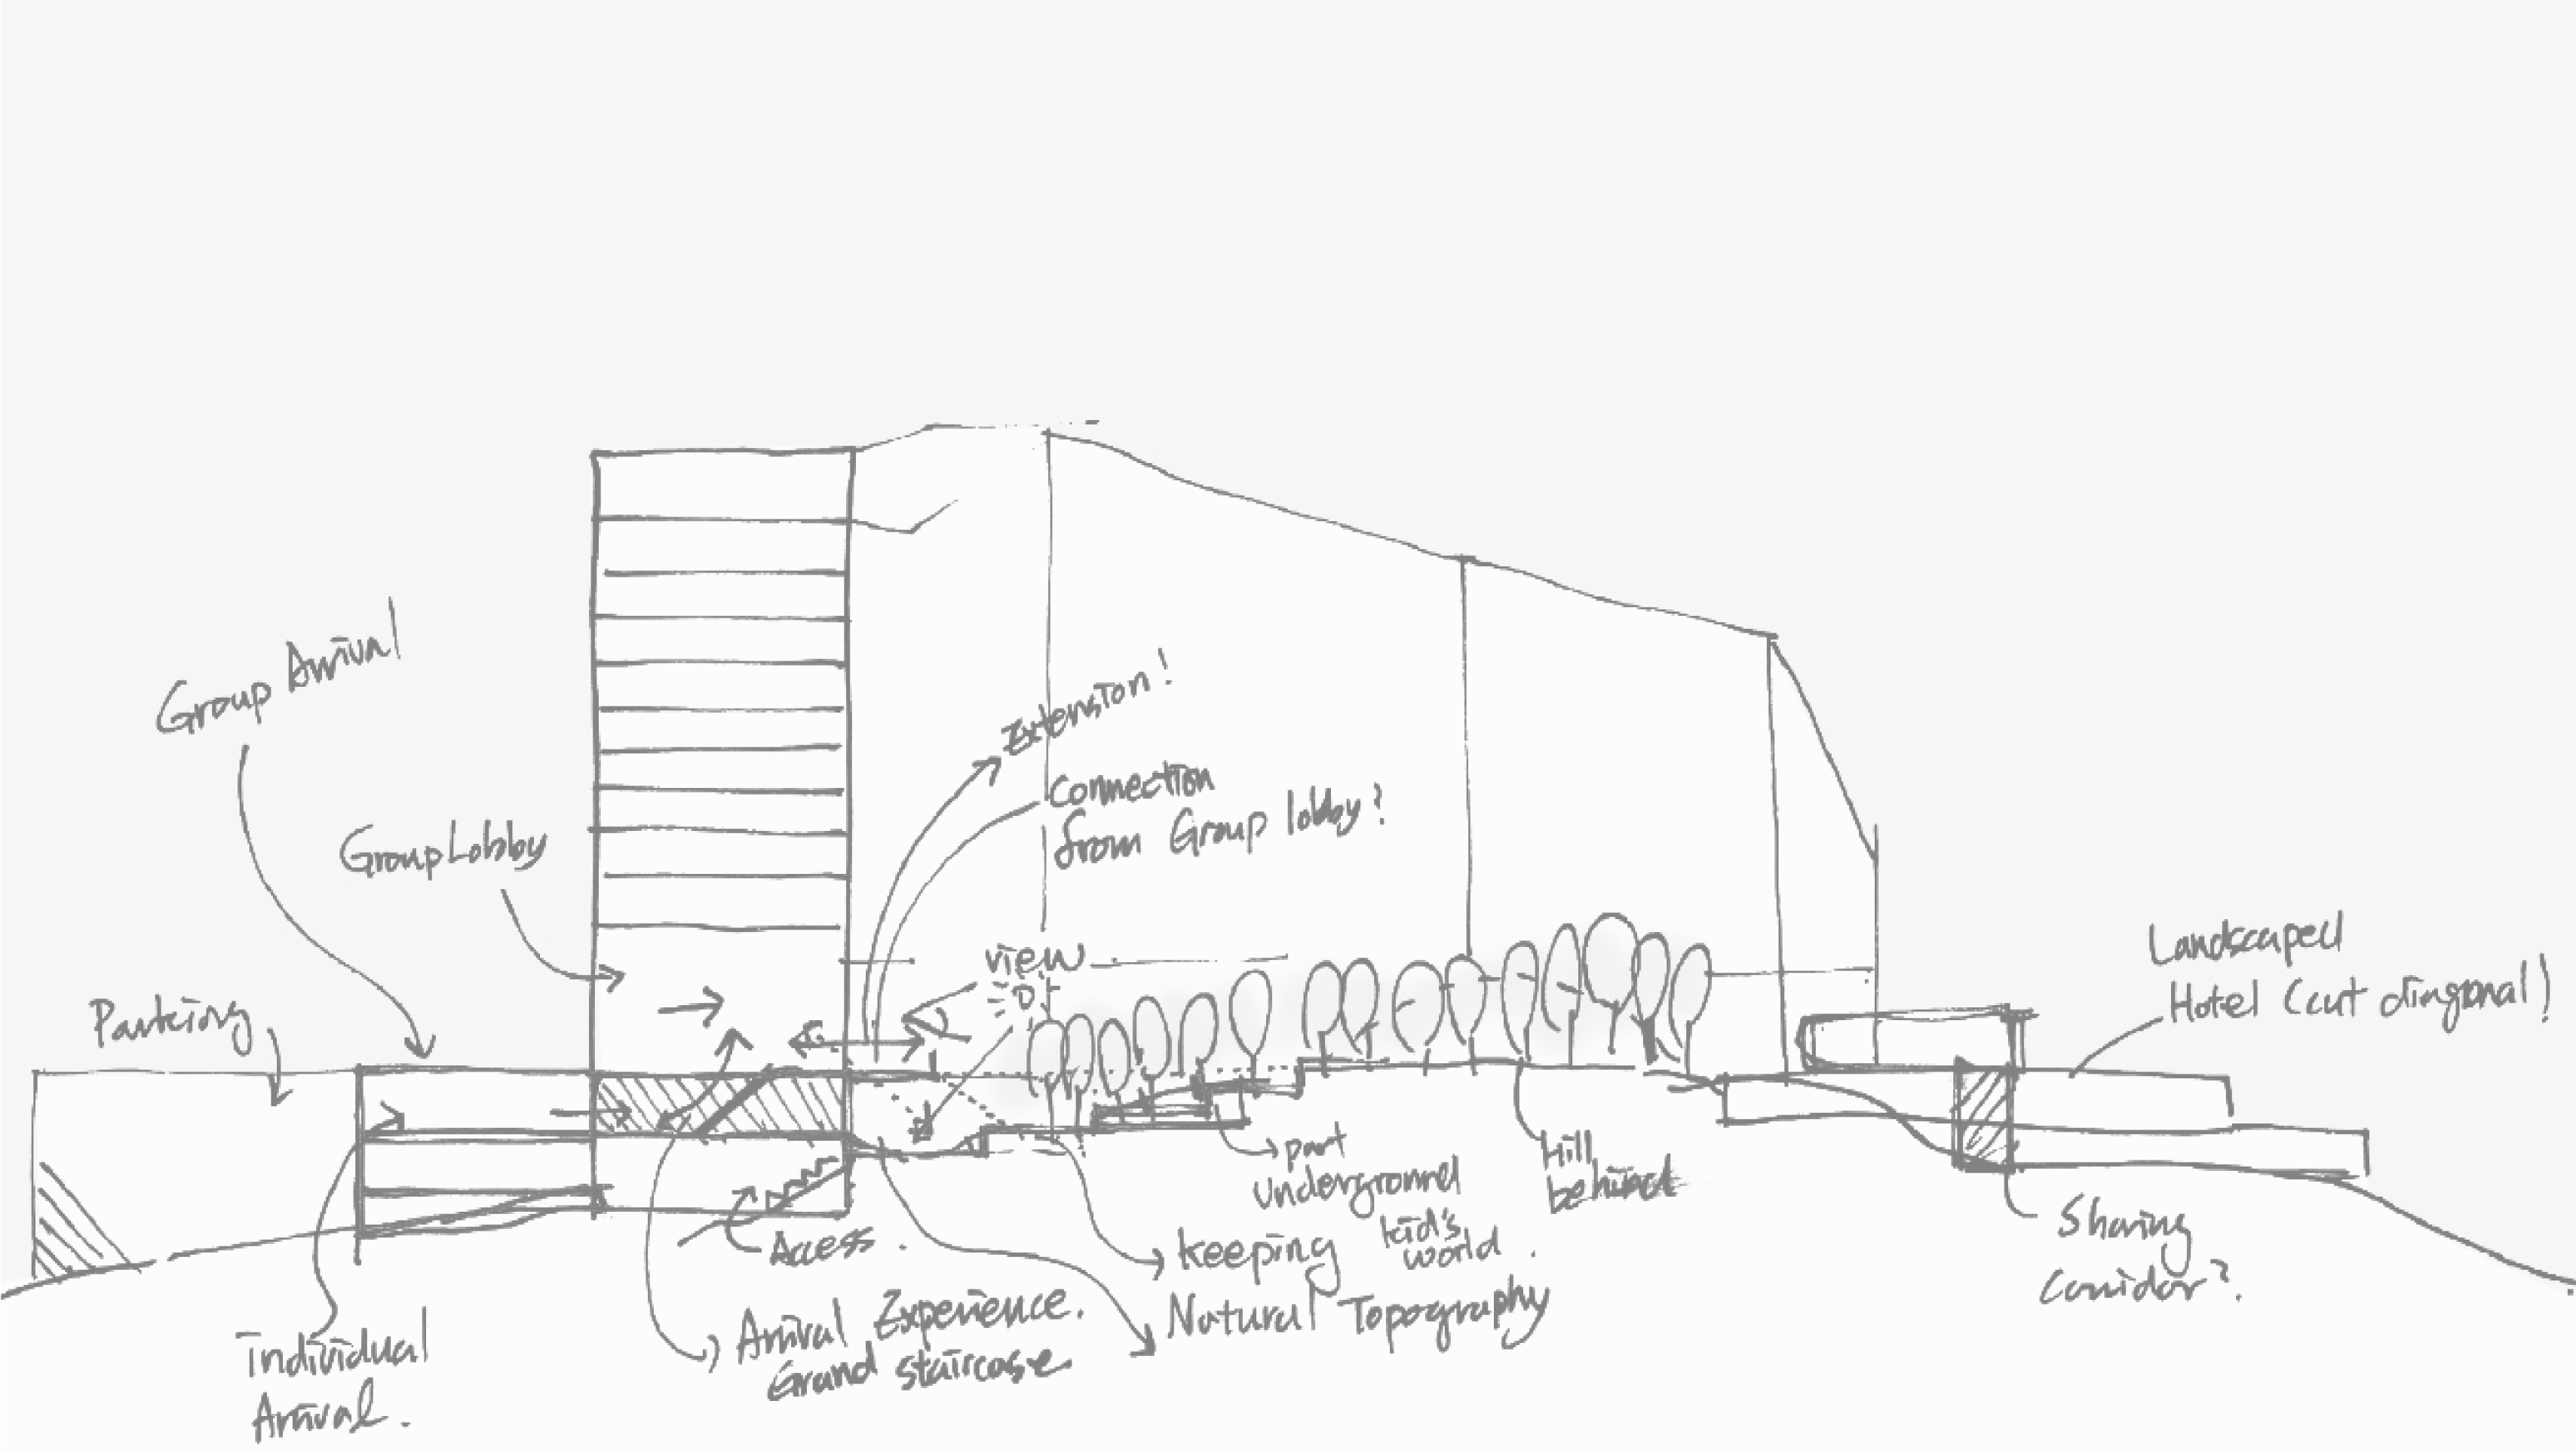 Group Arrival
Group Lobby
Parking
Extension!
Connection
from Group lobby?
view
Landscaped
Hotel (cut diagonal)!
part
underground
kid's
world.
Hill
behind
Access.
keeping
Natural Topography
Sharing
Corridor?
Arrival Experience.
Grand staircase
Individual
Arrival.